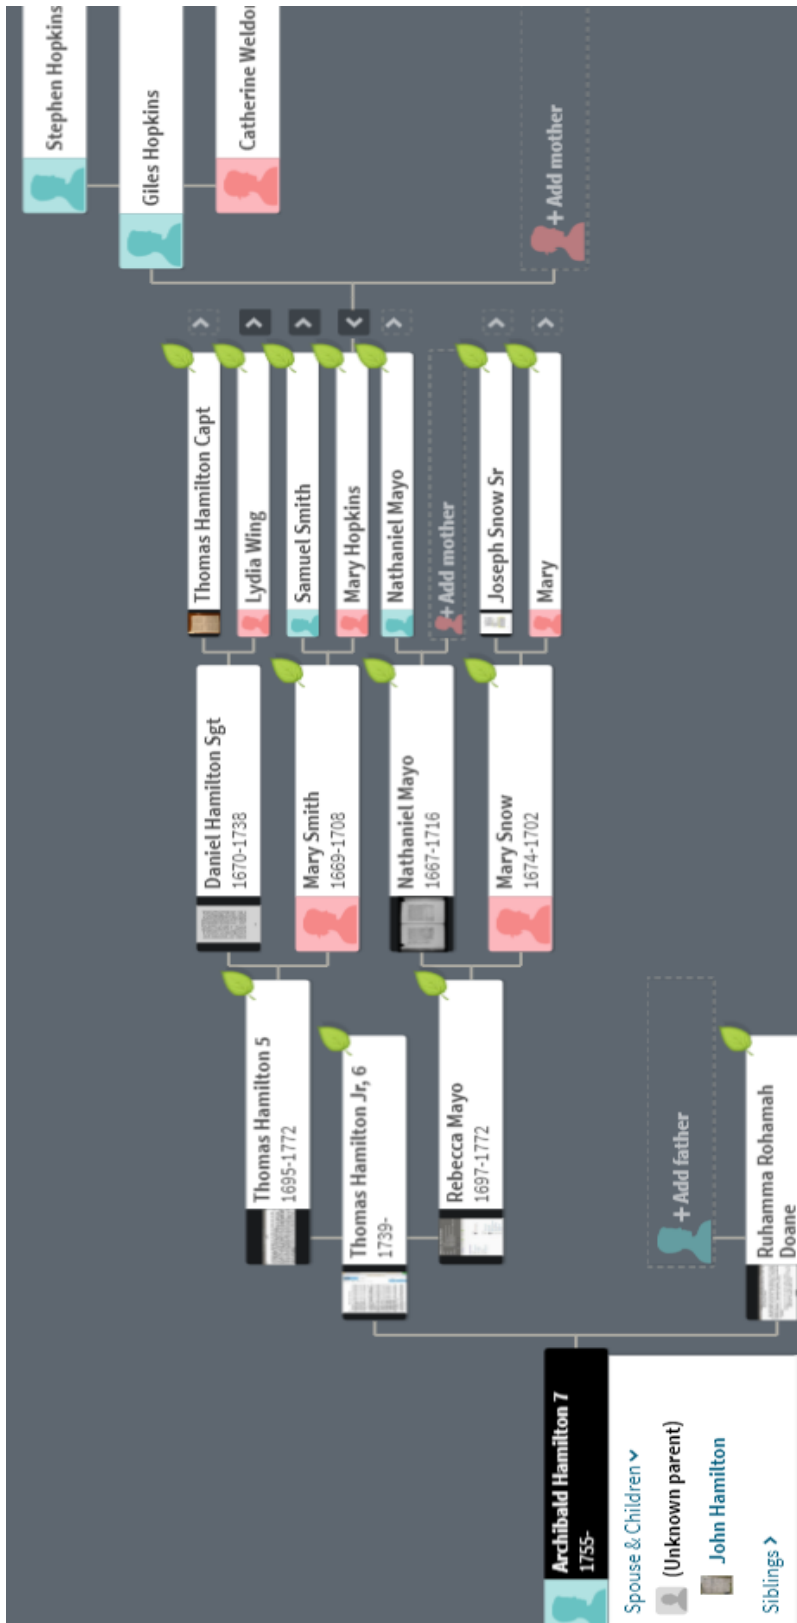 Archibald Hamilton 7
1755-
Spouse & Children
(Unknown parent)
John Hamilton
Siblings
Thomas Hamilton 5
1695-1772
Thomas Hamilton Jr, 6
1739-
Rebecca Mayo
1697-1772
+ Add father
Ruhamma Rohamah
Doane
Daniel Hamilton Sgt
1670-1738
Mary Smith
1669-1708
Nathaniel Mayo
1667-1716
Mary Snow
1674-1702
Thomas Hamilton Capt
Lydia Wing
Samuel Smith
Mary Hopkins
Nathaniel Mayo
+ Add mother
Joseph Snow Sr
Mary
Stephen Hopkins
Giles Hopkins
Catherine Weldo
+ Add mother